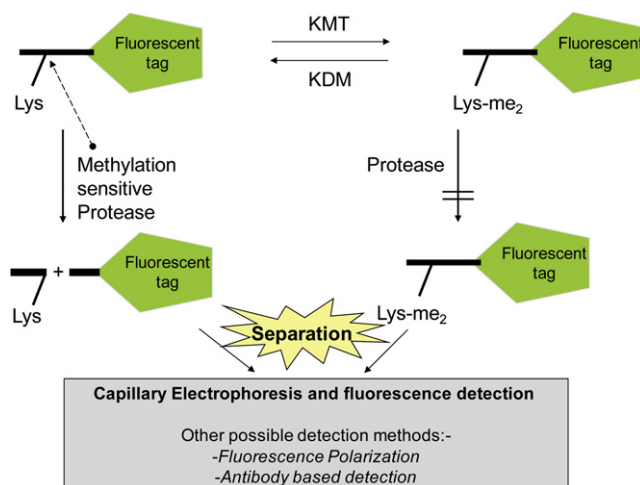 Fluorescent
tag
Lys
KMT
KDM
Fluorescent
tag
Lys-me₂
Methylation
sensitive
Protease
Protease
+
Fluorescent
tag
Lys
Fluorescent
tag
Lys-me₂
Separation
Capillary Electrophoresis and fluorescence detection
Other possible detection methods:-
-Fluorescence Polarization
-Antibody based detection